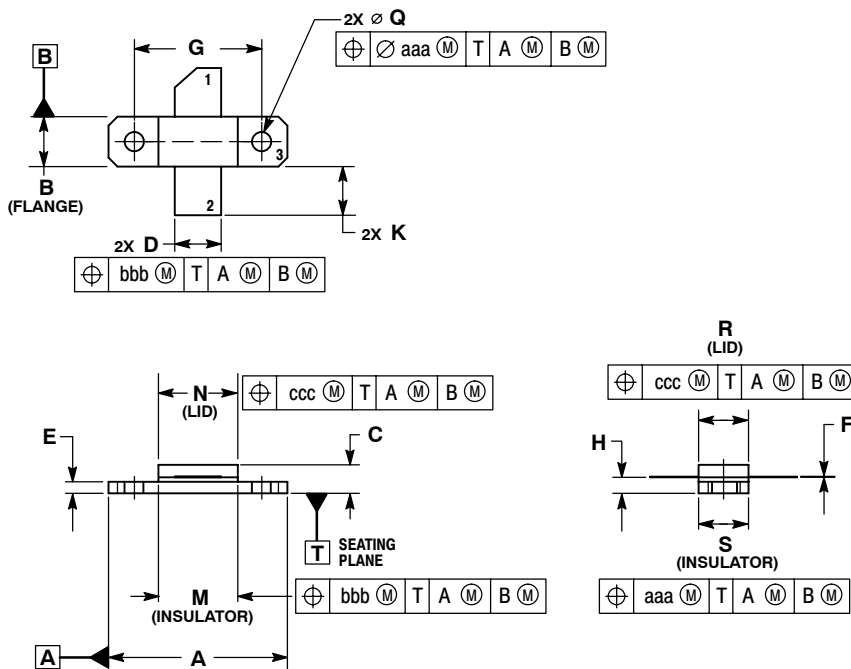 2X ⌀ Q
⌖ ⌀ aaa Ⓜ T A Ⓜ B Ⓜ
G
B
1
3
B
(FLANGE)
2
2X K
2X D
⌖ bbb Ⓜ T A Ⓜ B Ⓜ
N
(LID)
⌖ ccc Ⓜ T A Ⓜ B Ⓜ
E
C
T SEATING
PLANE
M
(INSULATOR)
⌖ bbb Ⓜ T A Ⓜ B Ⓜ
A
A
R
(LID)
⌖ ccc Ⓜ T A Ⓜ B Ⓜ
H
F
S
(INSULATOR)
⌖ aaa Ⓜ T A Ⓜ B Ⓜ